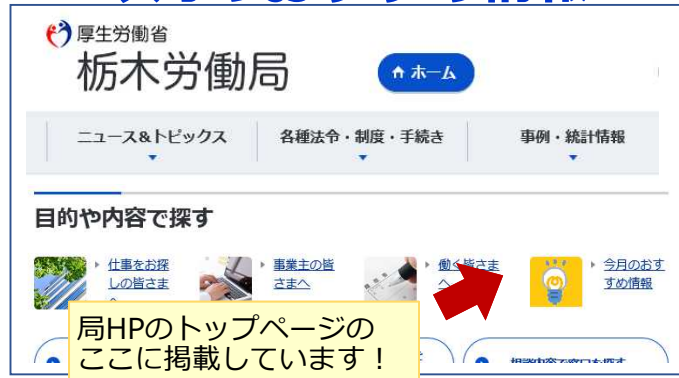 厚生労働省
栃木労働局
ホーム
ニュース&トピックス 各種法令・制度・手続き 事例・統計情報
目的や内容で探す
仕事をお探
しの皆さま
事業主の皆
さまへ
働く皆さま
へ
今月のおす
すめ情報
局HPのトップページの
ここに掲載しています！